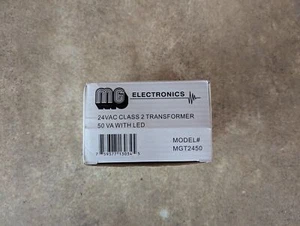 MG ELECTRONICS
24VAC CLASS 2 TRANSFORMER
50 VA WITH LED
MODEL#
MGT2450